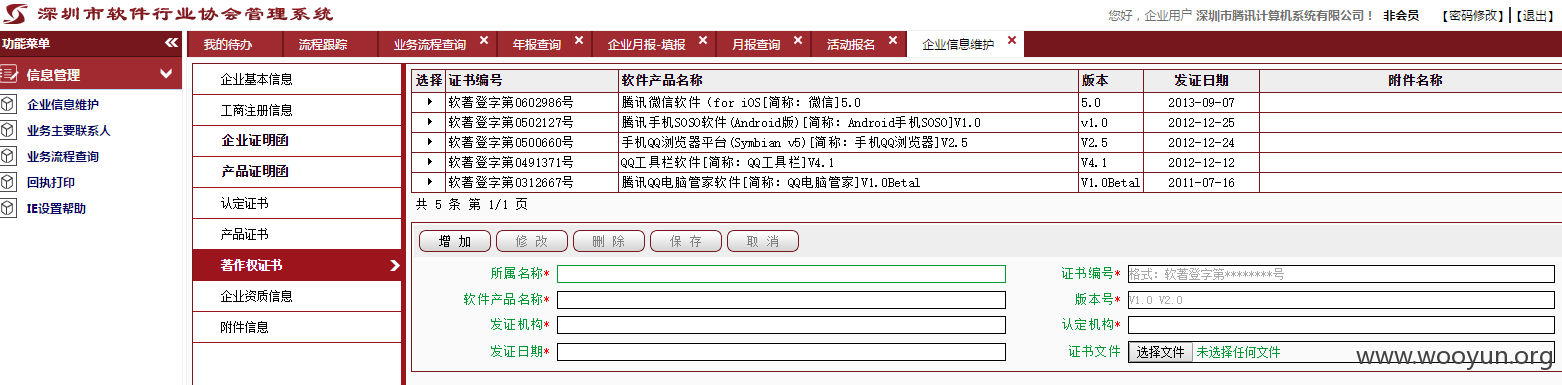 深圳市软件行业协会管理系统
您好，企业用户 深圳市腾讯计算机系统有限公司！ 非会员 【密码修改】 【退出】
功能菜单 «
我的待办 流程跟踪 业务流程查询 × 年报查询 × 企业月报-填报 × 月报查询 × 活动报名 × 企业信息维护 ×
信息管理
企业信息维护
业务主要联系人
业务流程查询
回执打印
IE设置帮助
企业基本信息
工商注册信息
企业证明函
产品证明函
认定证书
产品证书
著作权证书
企业资质信息
附件信息
选择 证书编号 软件产品名称 版本 发证日期 附件名称
软著登字第0602986号 腾讯微信软件（for iOS[简称：微信]5.0 5.0 2013-09-07
软著登字第0502127号 腾讯手机SOSO软件(Android版)[简称：Android手机SOSO]V1.0 v1.0 2012-12-25
软著登字第0500660号 手机QQ浏览器平台(Symbian v5)[简称：手机QQ浏览器]V2.5 V2.5 2012-12-24
软著登字第0491371号 QQ工具栏软件[简称：QQ工具栏]V4.1 V4.1 2012-12-12
软著登字第0312667号 腾讯QQ电脑管家软件[简称：QQ电脑管家]V1.0Beta1 V1.0Beta1 2011-07-16
共 5 条 第 1/1 页
增 加 修 改 删 除 保 存 取 消
所属名称* 证书编号* 格式：软著登字第********号
软件产品名称* 版本号* V1.0 V2.0
发证机构* 认定机构*
发证日期* 证书文件 选择文件 未选择任何文件
www.wooyun.org